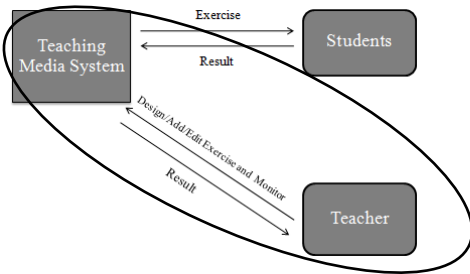 Exercise
Teaching
Media System
Students
Result
Design/Add/Edit Exercise and Monitor
Result
Teacher